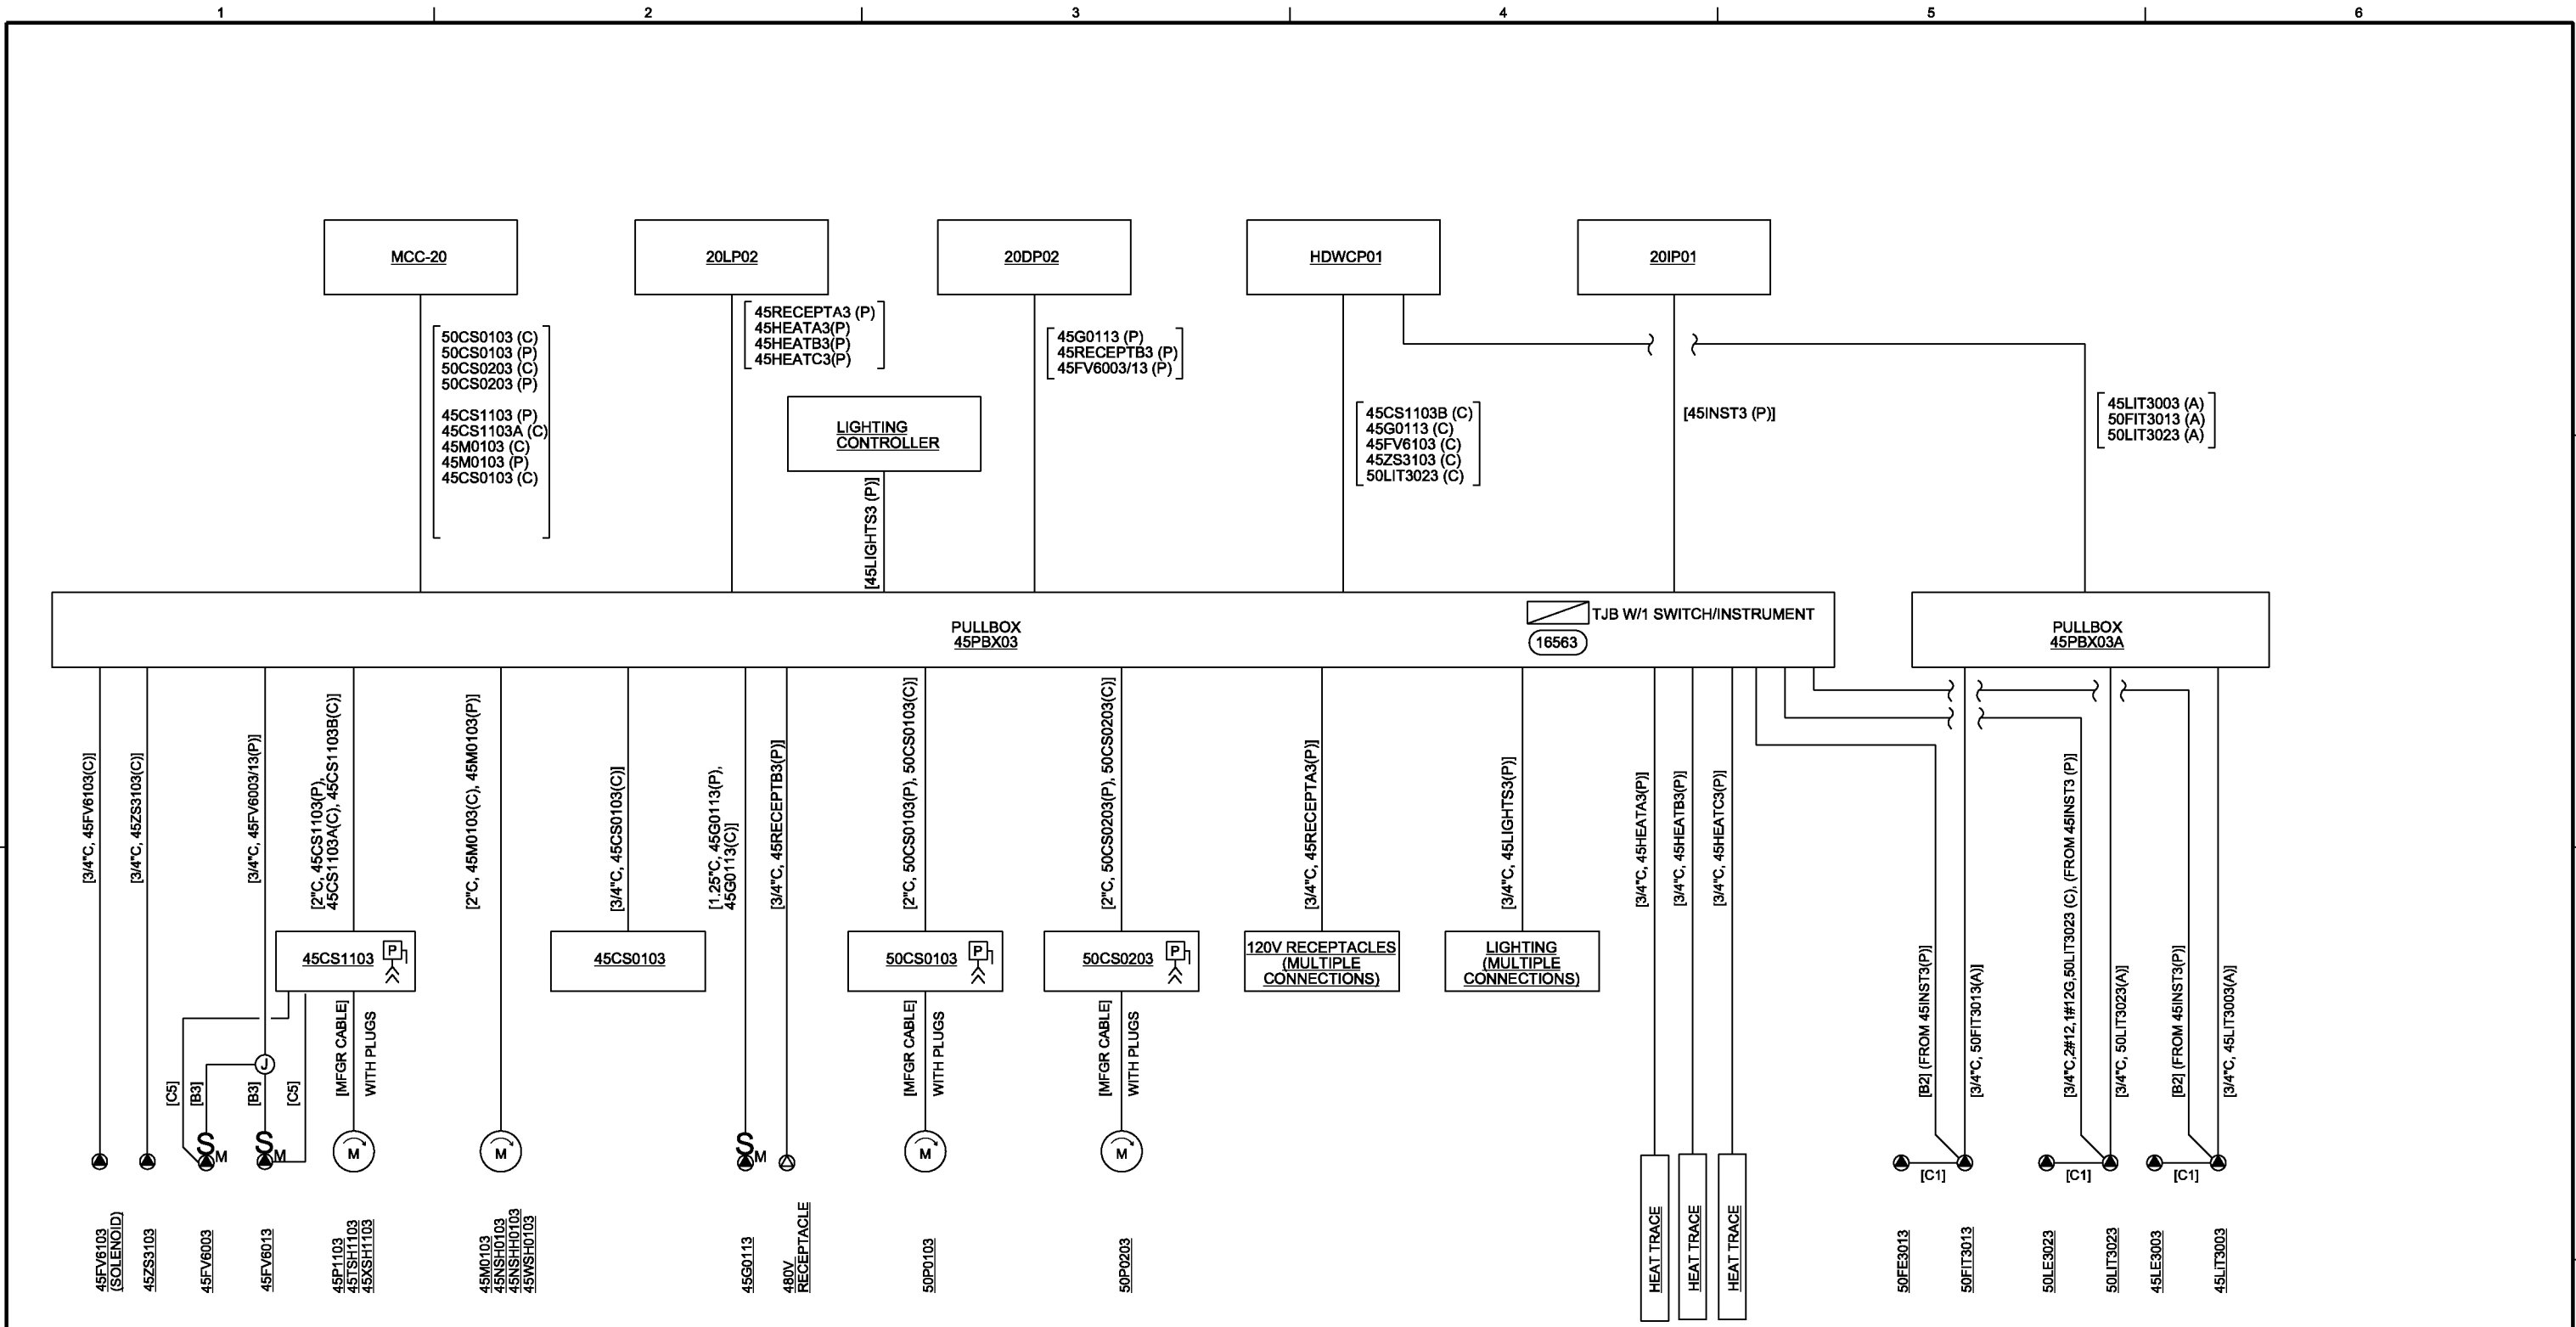 1
2
3
4
5
6
MCC-20
20LP02
20DP02
HDWCP01
20IP01
50CS0103 (C)
50CS0103 (P)
50CS0203 (C)
50CS0203 (P)
45CS1103 (P)
45CS1103A (C)
45M0103 (C)
45M0103 (P)
45CS0103 (C)
45RECEPTA3 (P)
45HEATA3(P)
45HEATB3(P)
45HEATC3(P)
LIGHTING
CONTROLLER
[45LIGHTS3 (P)]
45G0113 (P)
45RECEPTB3 (P)
45FV6003/13 (P)
45CS1103B (C)
45G0113 (C)
45FV6103 (C)
45ZS3103 (C)
50LIT3023 (C)
[45INST3 (P)]
45LIT3003 (A)
50FIT3013 (A)
50LIT3023 (A)
PULLBOX
45PBX03
TJB W/1 SWITCH/INSTRUMENT
16563
PULLBOX
45PBX03A
[3/4"C, 45FV6103(C)]
[3/4"C, 45ZS3103(C)]
[3/4"C, 45FV6003/13(P)]
[2"C, 45CS1103(P),
45CS1103A(C), 45CS1103B(C)]
[2"C, 45M0103(C), 45M0103(P)]
[3/4"C, 45CS0103(C)]
[1.25"C, 45G0113(P),
45G0113(C)]
[3/4"C, 45RECEPTB3(P)]
[2"C, 50CS0103(P), 50CS0103(C)]
[2"C, 50CS0203(P), 50CS0203(C)]
[3/4"C, 45RECEPTA3(P)]
[3/4"C, 45LIGHTS3(P)]
[3/4"C, 45HEATA3(P)]
[3/4"C, 45HEATB3(P)]
[3/4"C, 45HEATC3(P)]
[B2] (FROM 45INST3(P)]
[3/4"C, 50FIT3013(A)]
[3/4"C,2#12,1#12G,50LIT3023 (C), (FROM 45INST3 (P)]
[3/4"C, 50LIT3023(A)]
[B2] (FROM 45INST3(P)]
[3/4"C, 45LIT3003(A)]
45CS1103
P
45CS0103
50CS0103
P
50CS0203
P
120V RECEPTACLES
(MULTIPLE
CONNECTIONS)
LIGHTING
(MULTIPLE
CONNECTIONS)
J
[C5]
[B3]
[B3]
[C5]
[MFGR CABLE]
WITH PLUGS
[MFGR CABLE]
WITH PLUGS
[MFGR CABLE]
WITH PLUGS
S
M
S
M
M
M
S
M
M
M
[C1]
[C1]
[C1]
45FV6103
(SOLENOID)
45ZS3103
45FV6003
45FV6013
45P1103
45TSH1103
45XSH1103
45M0103
45NSH0103
45NSHH0103
45WSH0103
45G0113
480V
RECEPTACLE
50P0103
50P0203
HEAT TRACE
HEAT TRACE
HEAT TRACE
50FE3013
50FIT3013
50LE3023
50LIT3023
45LE3003
45LIT3003